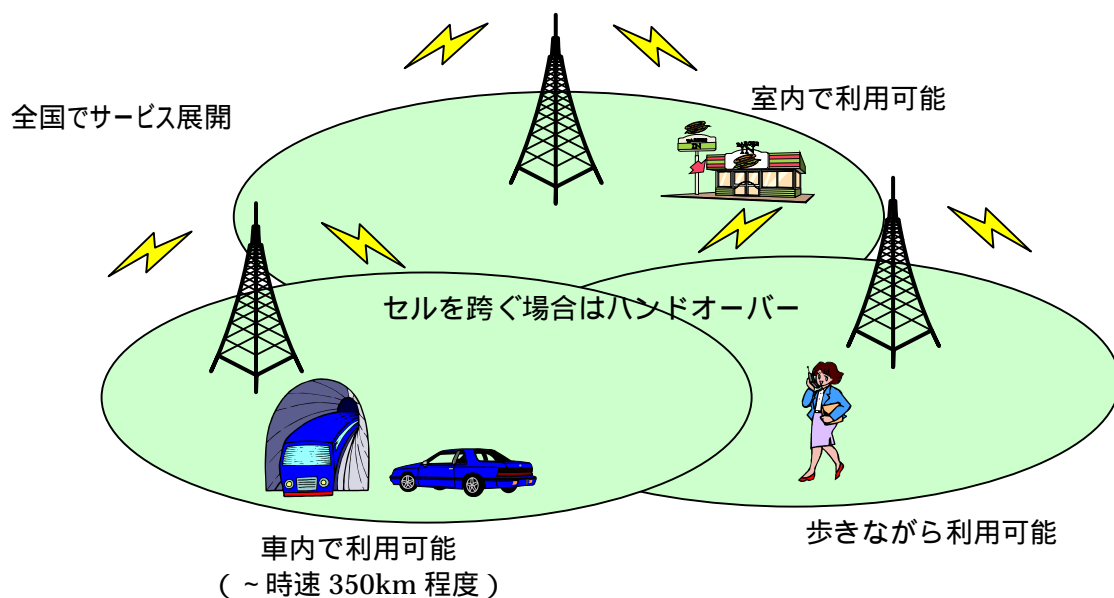 全国でサービス展開
室内で利用可能
IN
IN
セルを跨ぐ場合はハンドオーバー
車内で利用可能
(~時速 350km 程度)
歩きながら利用可能